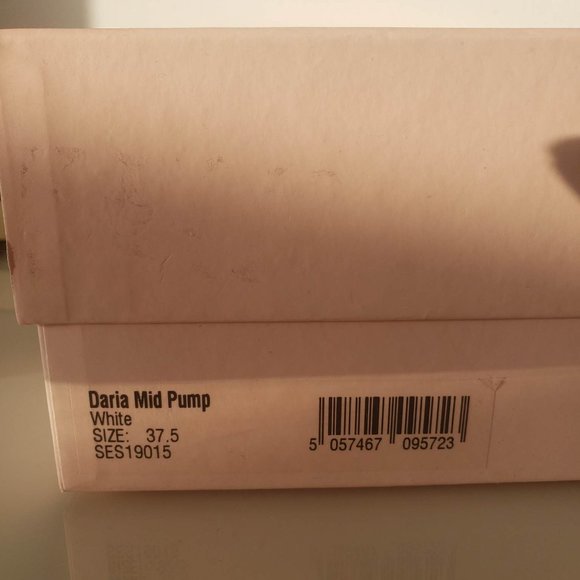 Daria Mid Pump
White
SIZE: 37.5
SES19015
5 057467 095723